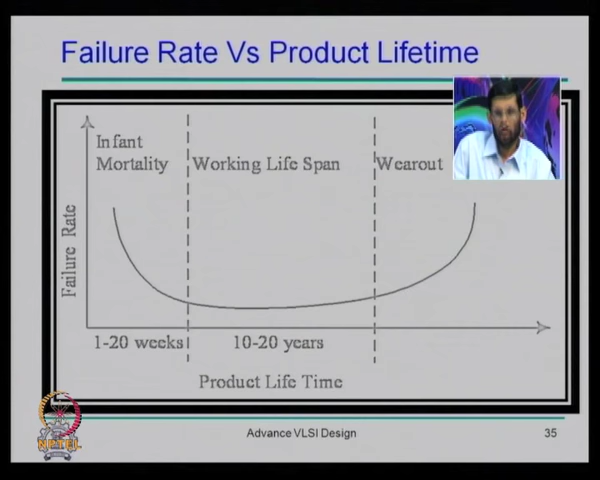 Failure Rate Vs Product Lifetime
Infant
Mortality
Working Life Span
Wearout
Failure Rate
1-20 weeks
10-20 years
Product Life Time
NPTEL
Advance VLSI Design
35